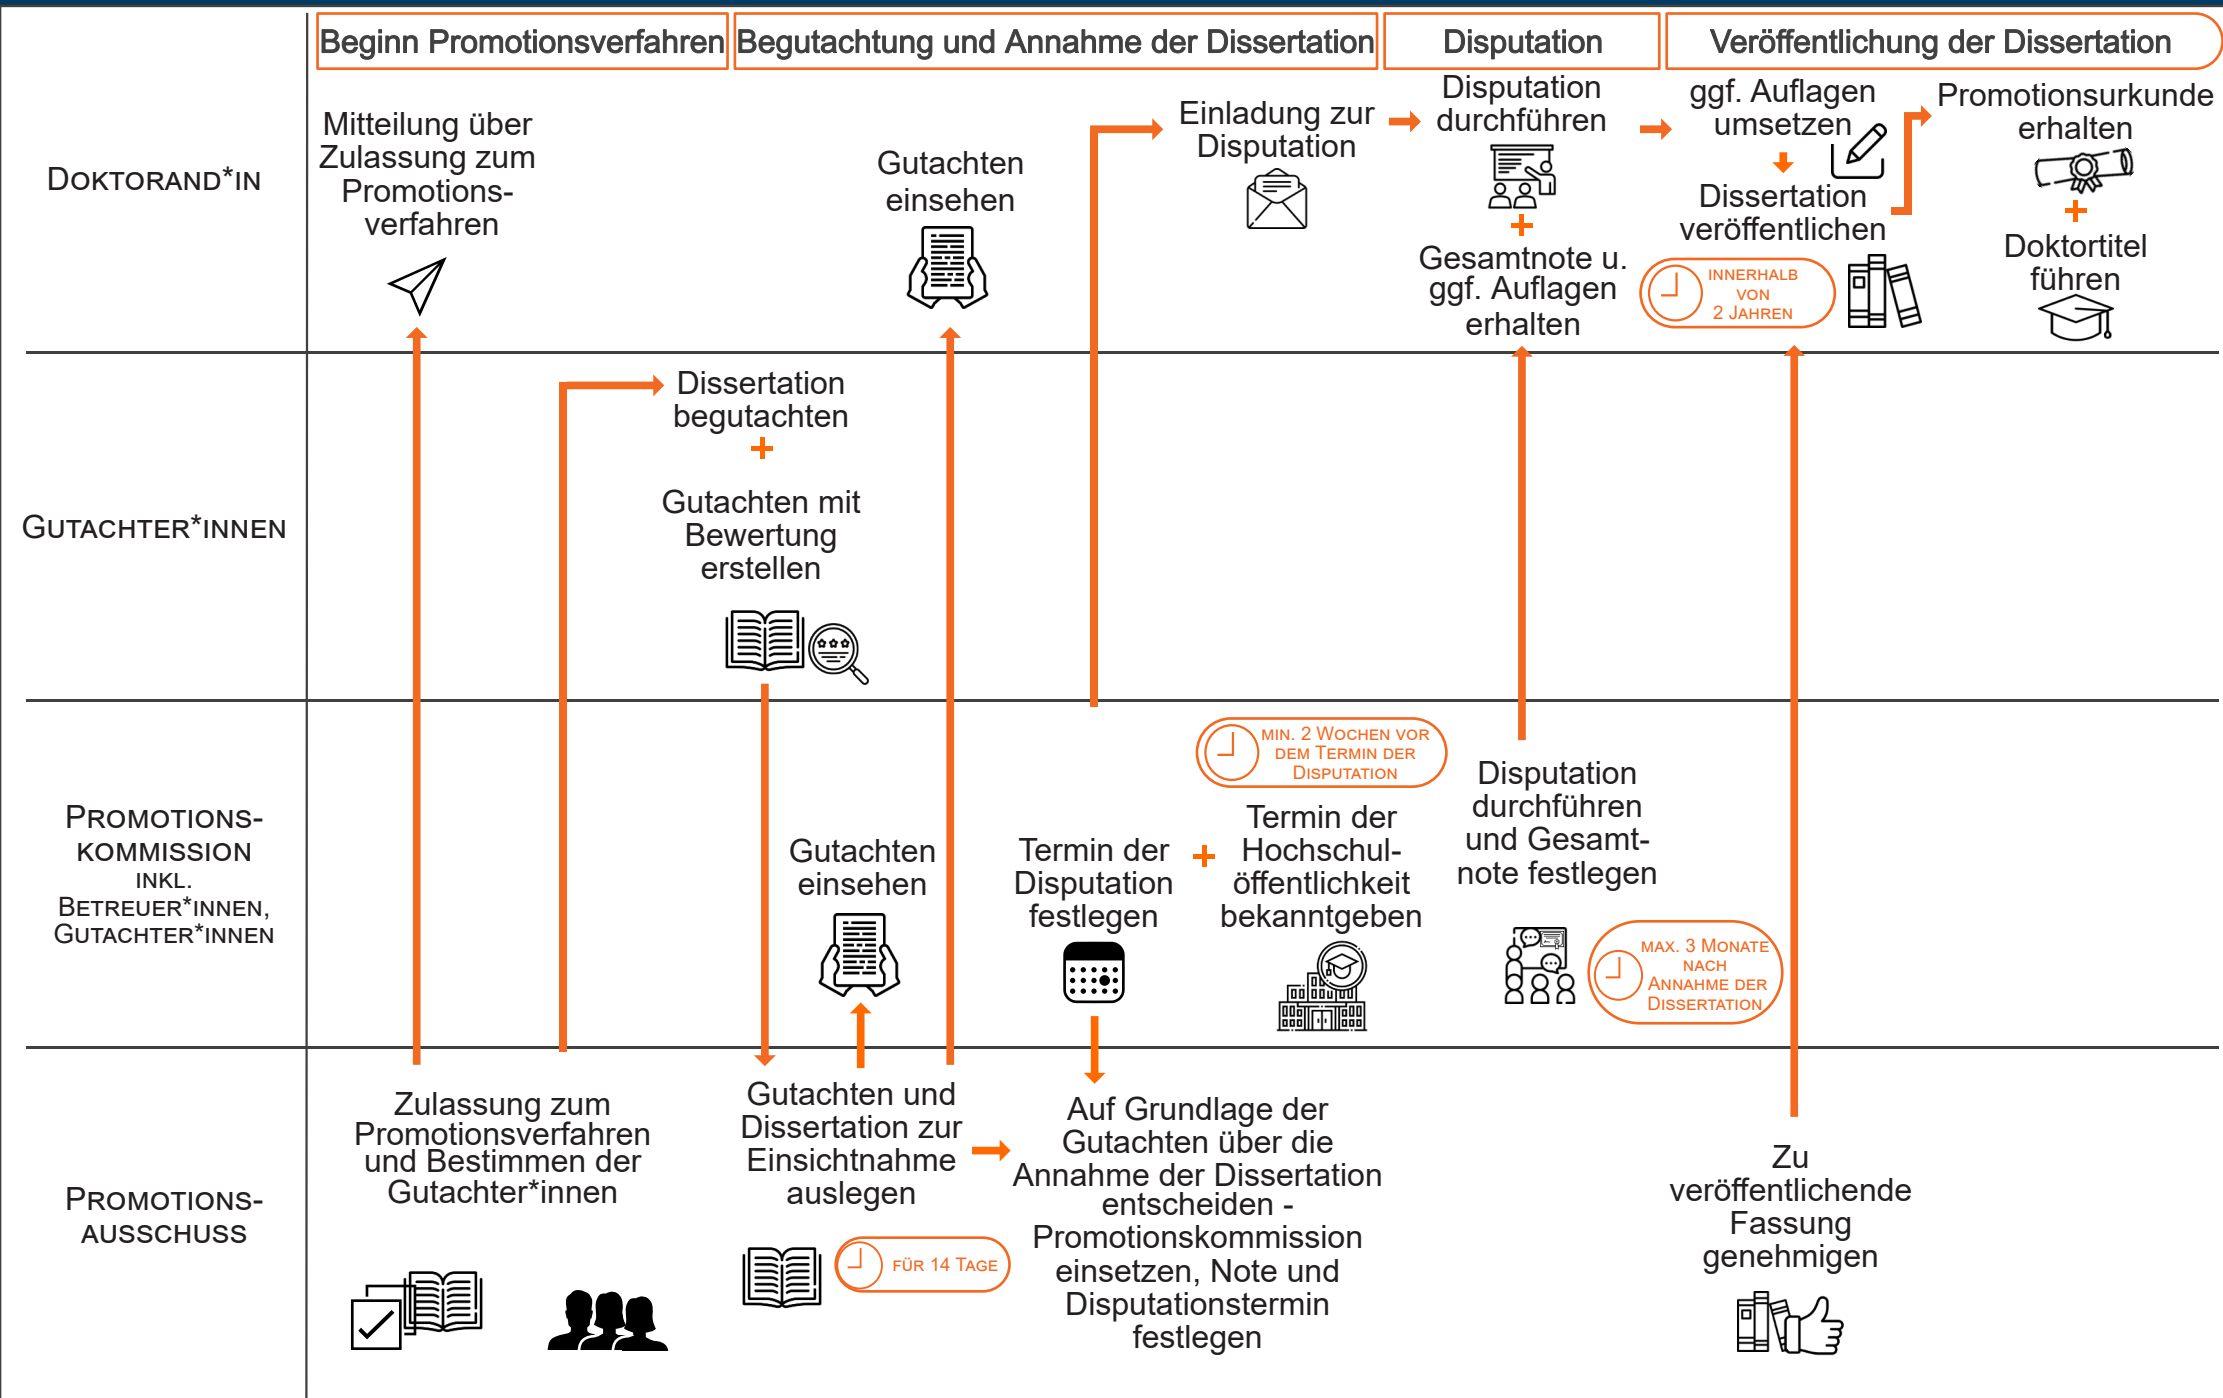 Beginn Promotionsverfahren
Begutachtung und Annahme der Dissertation
Disputation
Veröffentlichung der Dissertation
Doktorand*in
Mitteilung über
Zulassung zum
Promotions-
verfahren
Gutachten
einsehen
Einladung zur
Disputation
Disputation
durchführen
Gesamtnote u.
ggf. Auflagen
erhalten
ggf. Auflagen
umsetzen
Dissertation
veröffentlichen
innerhalb
von
2 Jahren
Promotionsurkunde
erhalten
Doktortitel
führen
Gutachter*innen
Dissertation
begutachten
Gutachten mit
Bewertung
erstellen
Promotions-
kommission
inkl.
Betreuer*innen,
Gutachter*innen
Gutachten
einsehen
Termin der
Disputation
festlegen
min. 2 Wochen vor
dem Termin der
Disputation
Termin der
Hochschul-
öffentlichkeit
bekanntgeben
Disputation
durchführen
und Gesamt-
note festlegen
max. 3 Monate
nach
Annahme der
Dissertation
Promotions-
ausschuss
Zulassung zum
Promotionsverfahren
und Bestimmen der
Gutachter*innen
Gutachten und
Dissertation zur
Einsichtnahme
auslegen
für 14 Tage
Auf Grundlage der
Gutachten über die
Annahme der Dissertation
entscheiden -
Promotionskommission
einsetzen, Note und
Disputationstermin
festlegen
Zu
veröffentlichende
Fassung
genehmigen